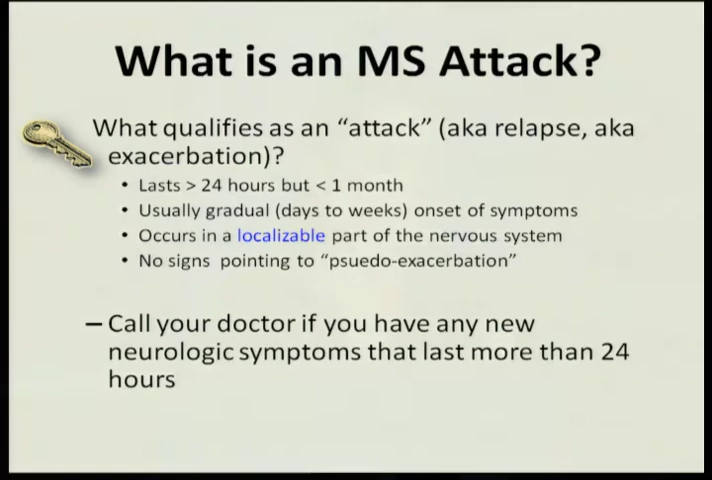 What is an MS Attack?
What qualifies as an “attack” (aka relapse, aka
exacerbation)?
• Lasts > 24 hours but < 1 month
• Usually gradual (days to weeks) onset of symptoms
• Occurs in a localizable part of the nervous system
• No signs pointing to “psuedo-exacerbation”
– Call your doctor if you have any new
neurologic symptoms that last more than 24
hours